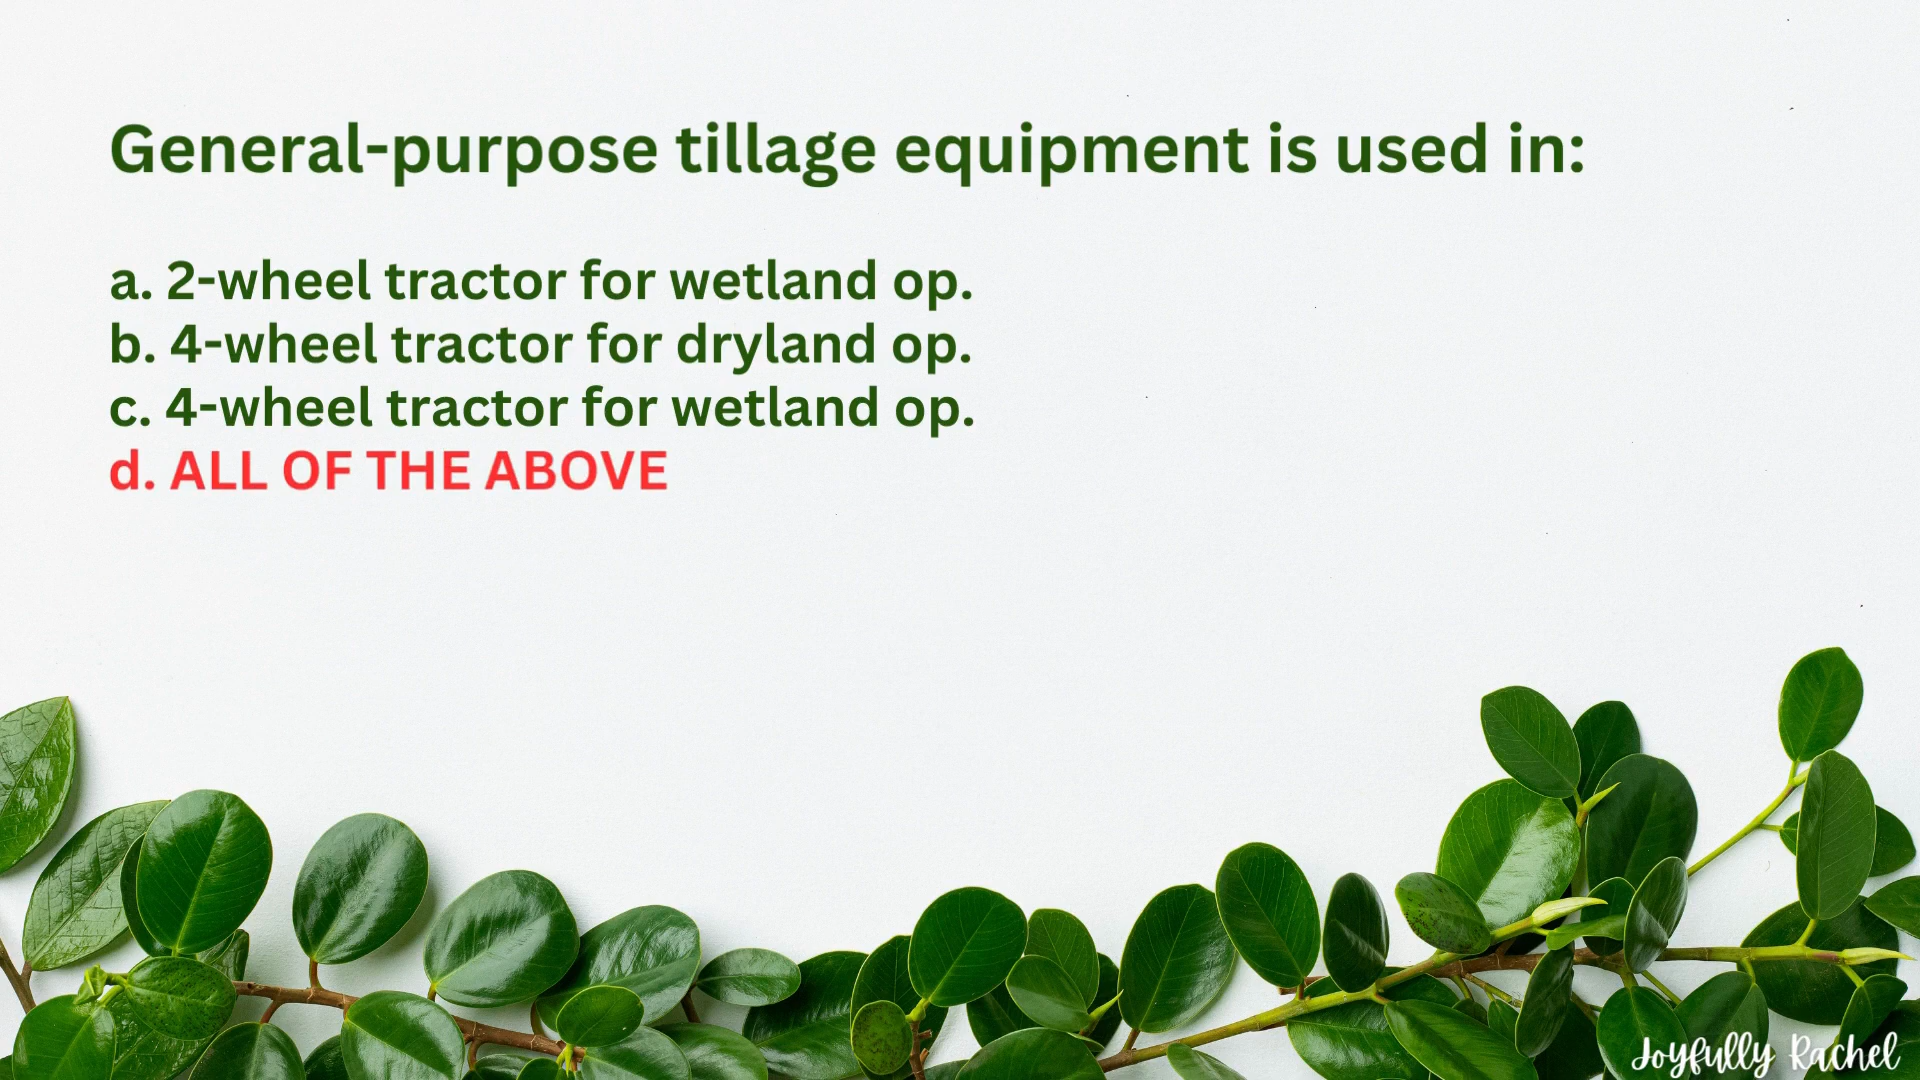 General-purpose tillage equipment is used in:
a. 2-wheel tractor for wetland op.
b. 4-wheel tractor for dryland op.
c. 4-wheel tractor for wetland op.
d. ALL OF THE ABOVE
Joyfully Rachel